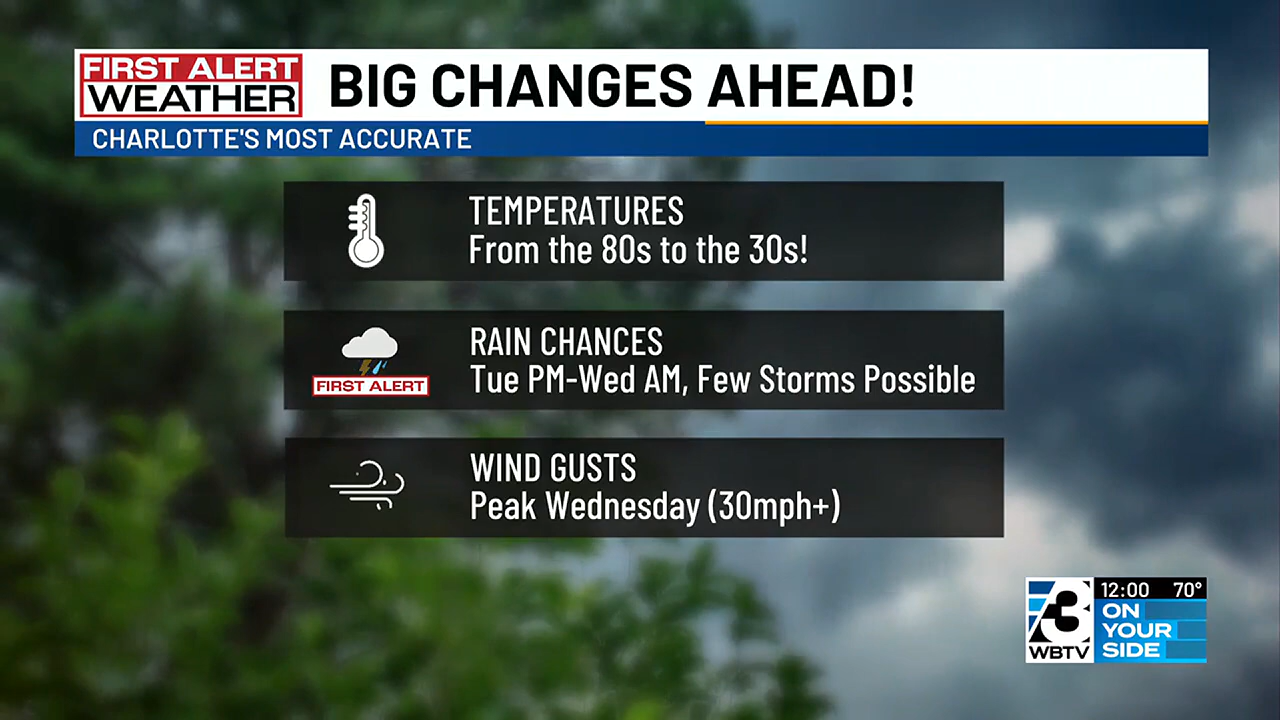 FIRST ALERT
WEATHER
BIG CHANGES AHEAD!
CHARLOTTE'S MOST ACCURATE
TEMPERATURES
From the 80s to the 30s!
FIRST ALERT
RAIN CHANCES
Tue PM-Wed AM, Few Storms Possible
WIND GUSTS
Peak Wednesday (30mph+)
3
WBTV
12:00 70°
ON
YOUR
SIDE